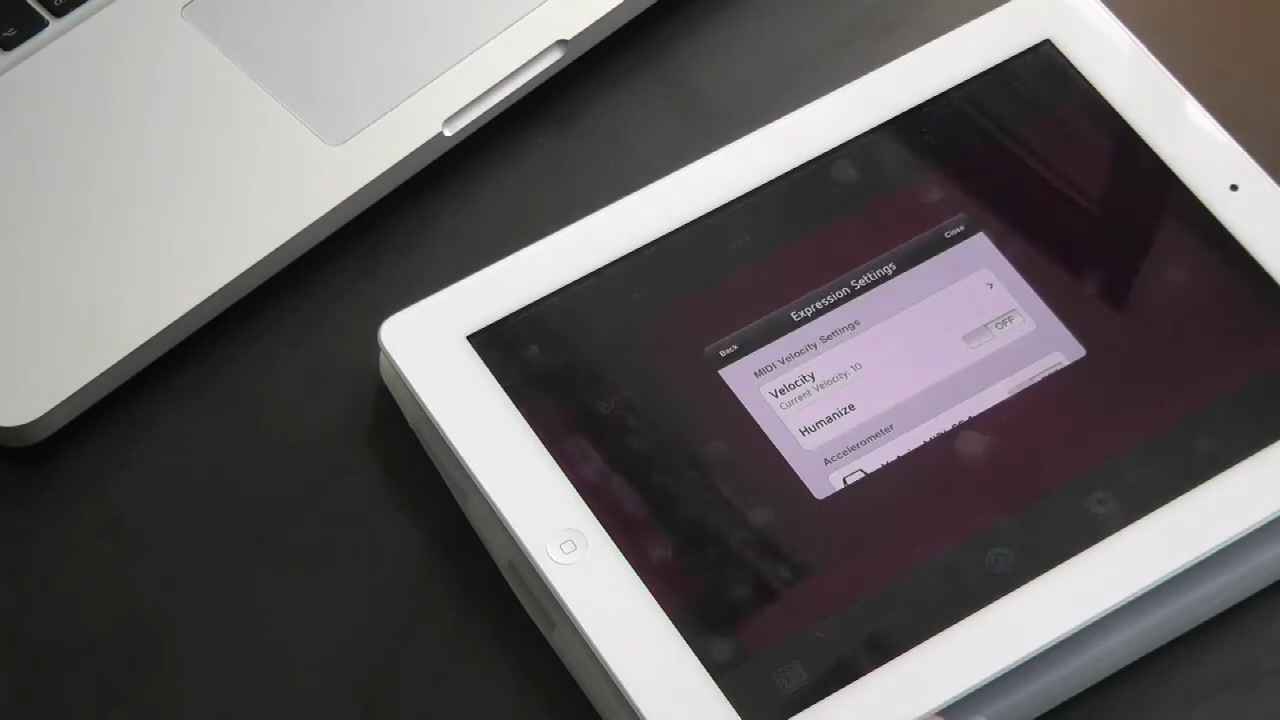 Close
Expression Settings
Back
MIDI Velocity Settings
Velocity
Current Velocity: 10
OFF
Humanize
Accelerometer